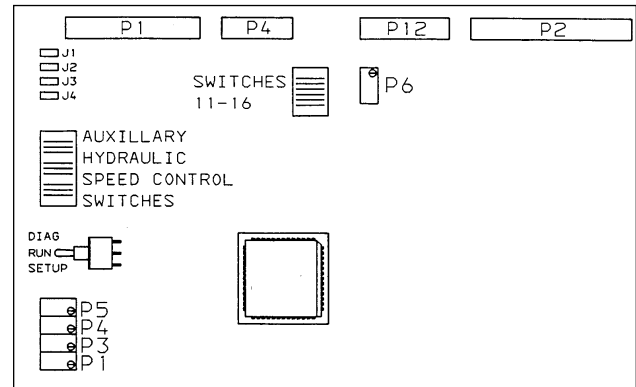 P1 P4 P12 P2
J1
J2
J3
J4
SWITCHES
11-16
P6
AUXILLARY
HYDRAULIC
SPEED CONTROL
SWITCHES
DIAG
RUN
SETUP
P5
P4
P3
P1